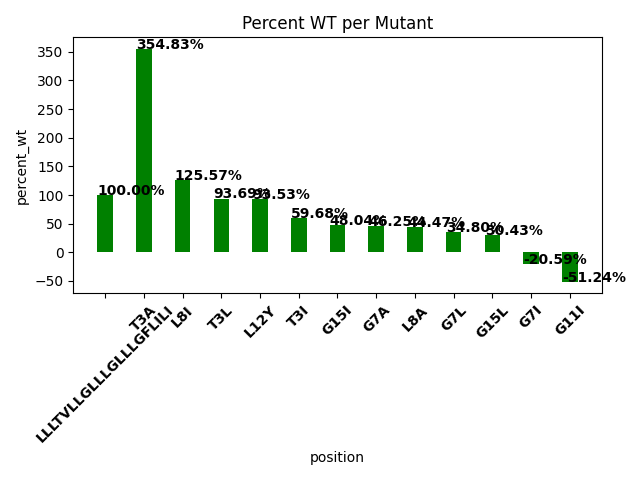 Percent WT per Mutant
percent_wt
350
300
250
200
150
100
50
0
−50
100.00%
354.83%
125.57%
93.69%
93.53%
59.68%
48.04%
46.25%
44.47%
34.80%
30.43%
-20.59%
-51.24%
LLLTVLLGLLLGLLLGFLILI
T3A
L8I
T3L
L12Y
T3I
G15I
G7A
L8A
G7L
G15L
G7I
G11I
position